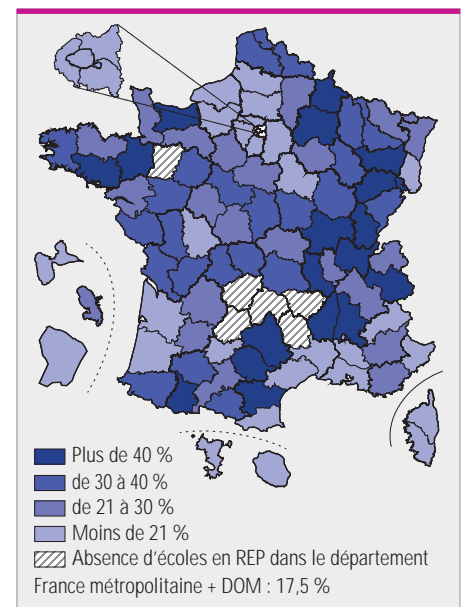 Plus de 40 %
de 30 à 40 %
de 21 à 30 %
Moins de 21 %
Absence d'écoles en REP dans le département
France métropolitaine + DOM : 17,5 %